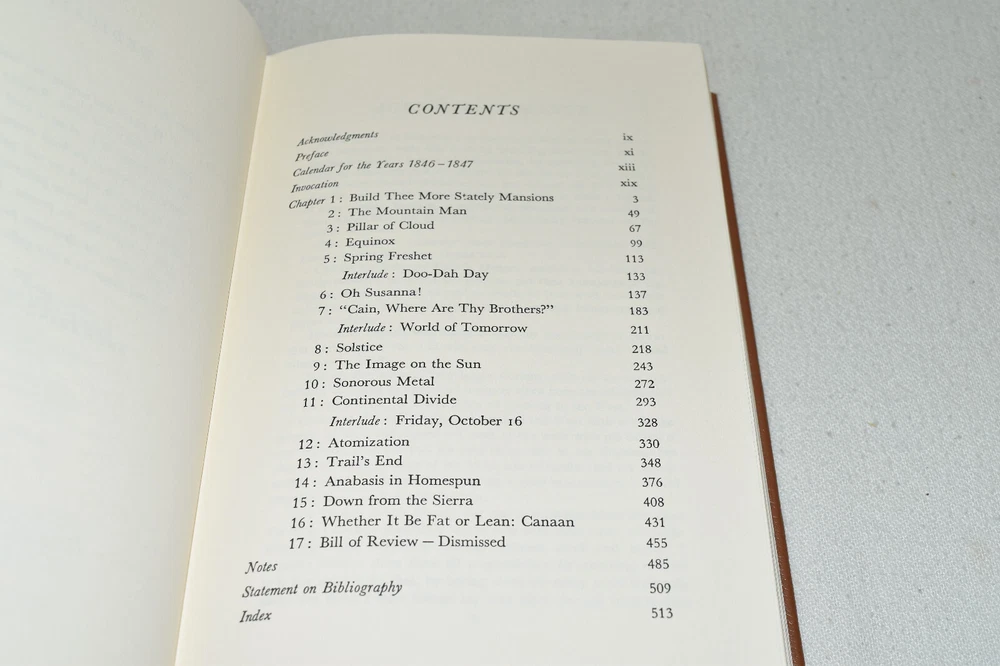 CONTENTS
Acknowledgments ix
Preface xi
Calendar for the Years 1846–1847 xiii
Invocation xix
Chapter 1: Build Thee More Stately Mansions 3
2: The Mountain Man 49
3: Pillar of Cloud 67
4: Equinox 99
5: Spring Freshet 113
Interlude: Doo-Dah Day 133
6: Oh Susanna! 137
7: “Cain, Where Are Thy Brothers?” 183
Interlude: World of Tomorrow 211
8: Solstice 218
9: The Image on the Sun 243
10: Sonorous Metal 272
11: Continental Divide 293
Interlude: Friday, October 16 328
12: Atomization 330
13: Trail's End 348
14: Anabasis in Homespun 376
15: Down from the Sierra 408
16: Whether It Be Fat or Lean: Canaan 431
17: Bill of Review — Dismissed 455
Notes 485
Statement on Bibliography 509
Index 513